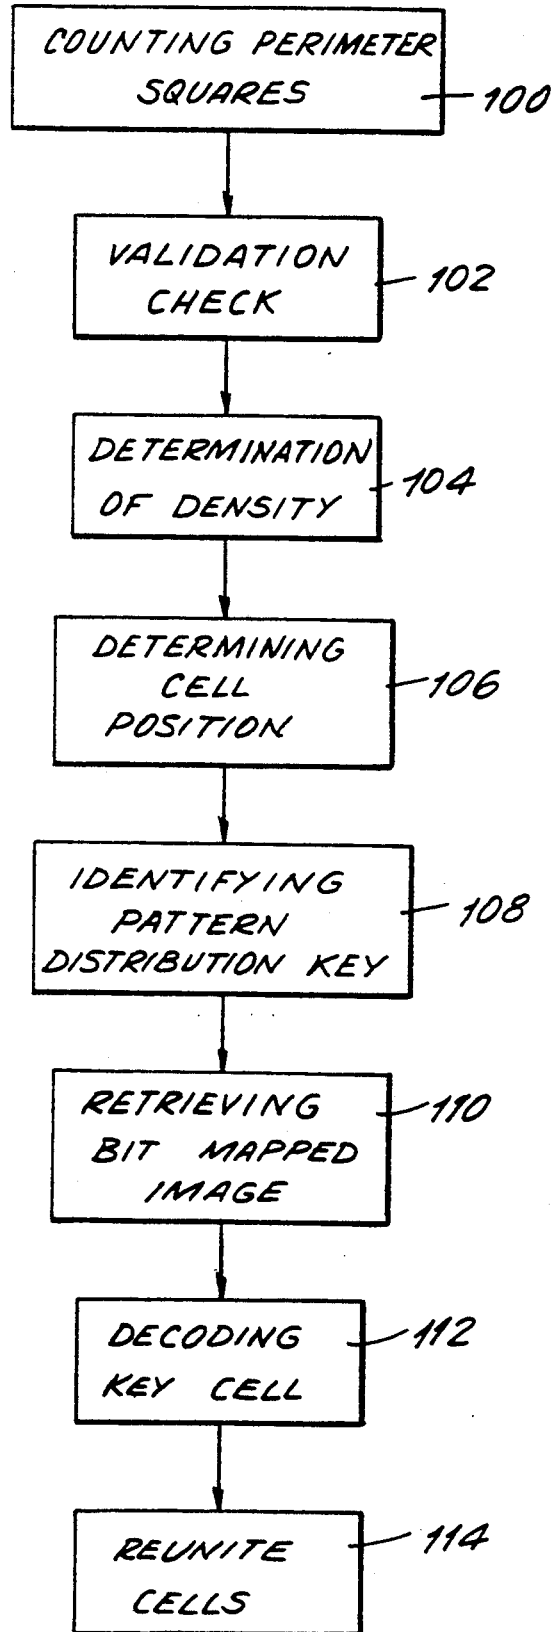 COUNTING PERIMETER
SQUARES
100
VALIDATION
CHECK
102
DETERMINATION
OF DENSITY
104
DETERMINING
CELL
POSITION
106
IDENTIFYING
PATTERN
DISTRIBUTION KEY
108
RETRIEVING
BIT MAPPED
IMAGE
110
DECODING
KEY CELL
112
REUNITE
CELLS
114